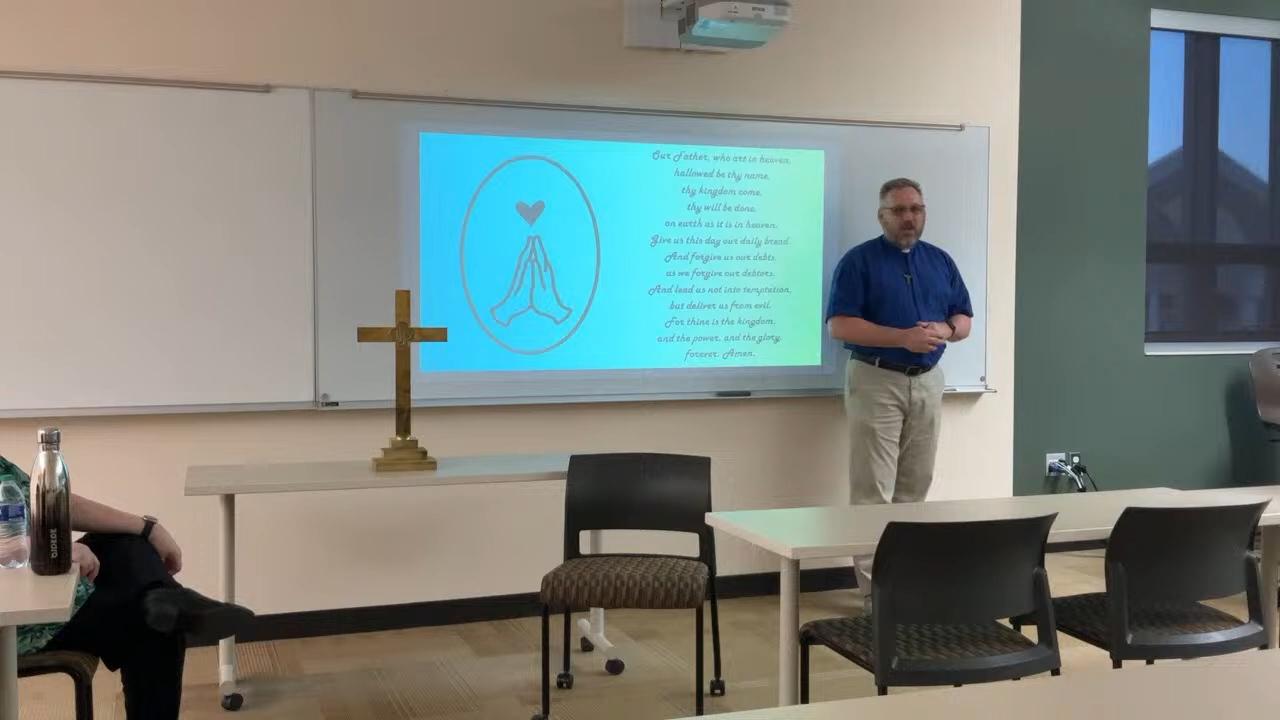 Our Father, who art in heaven,
hallowed be thy name,
thy kingdom come,
thy will be done,
on earth as it is in heaven.
Give us this day our daily bread.
And forgive us our debts,
as we forgive our debtors.
And lead us not into temptation,
but deliver us from evil.
For thine is the kingdom,
and the power, and the glory,
forever. Amen.